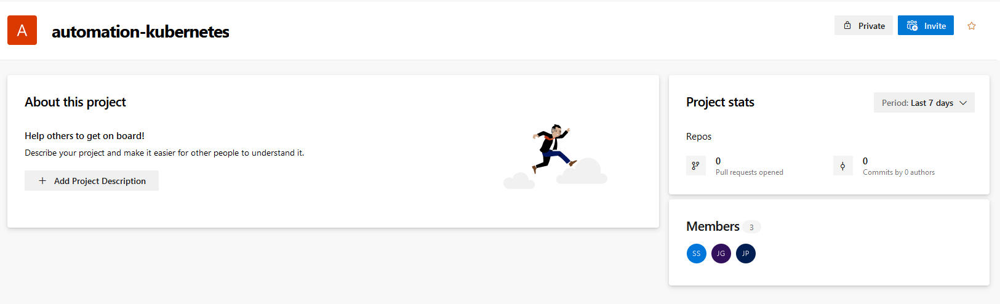 A
automation-kubernetes
Private
Invite
About this project
Help others to get on board!
Describe your project and make it easier for other people to understand it.
Add Project Description
Project stats
Period: Last 7 days
Repos
0
Pull requests opened
0
Commits by 0 authors
Members 3
SS JG JP